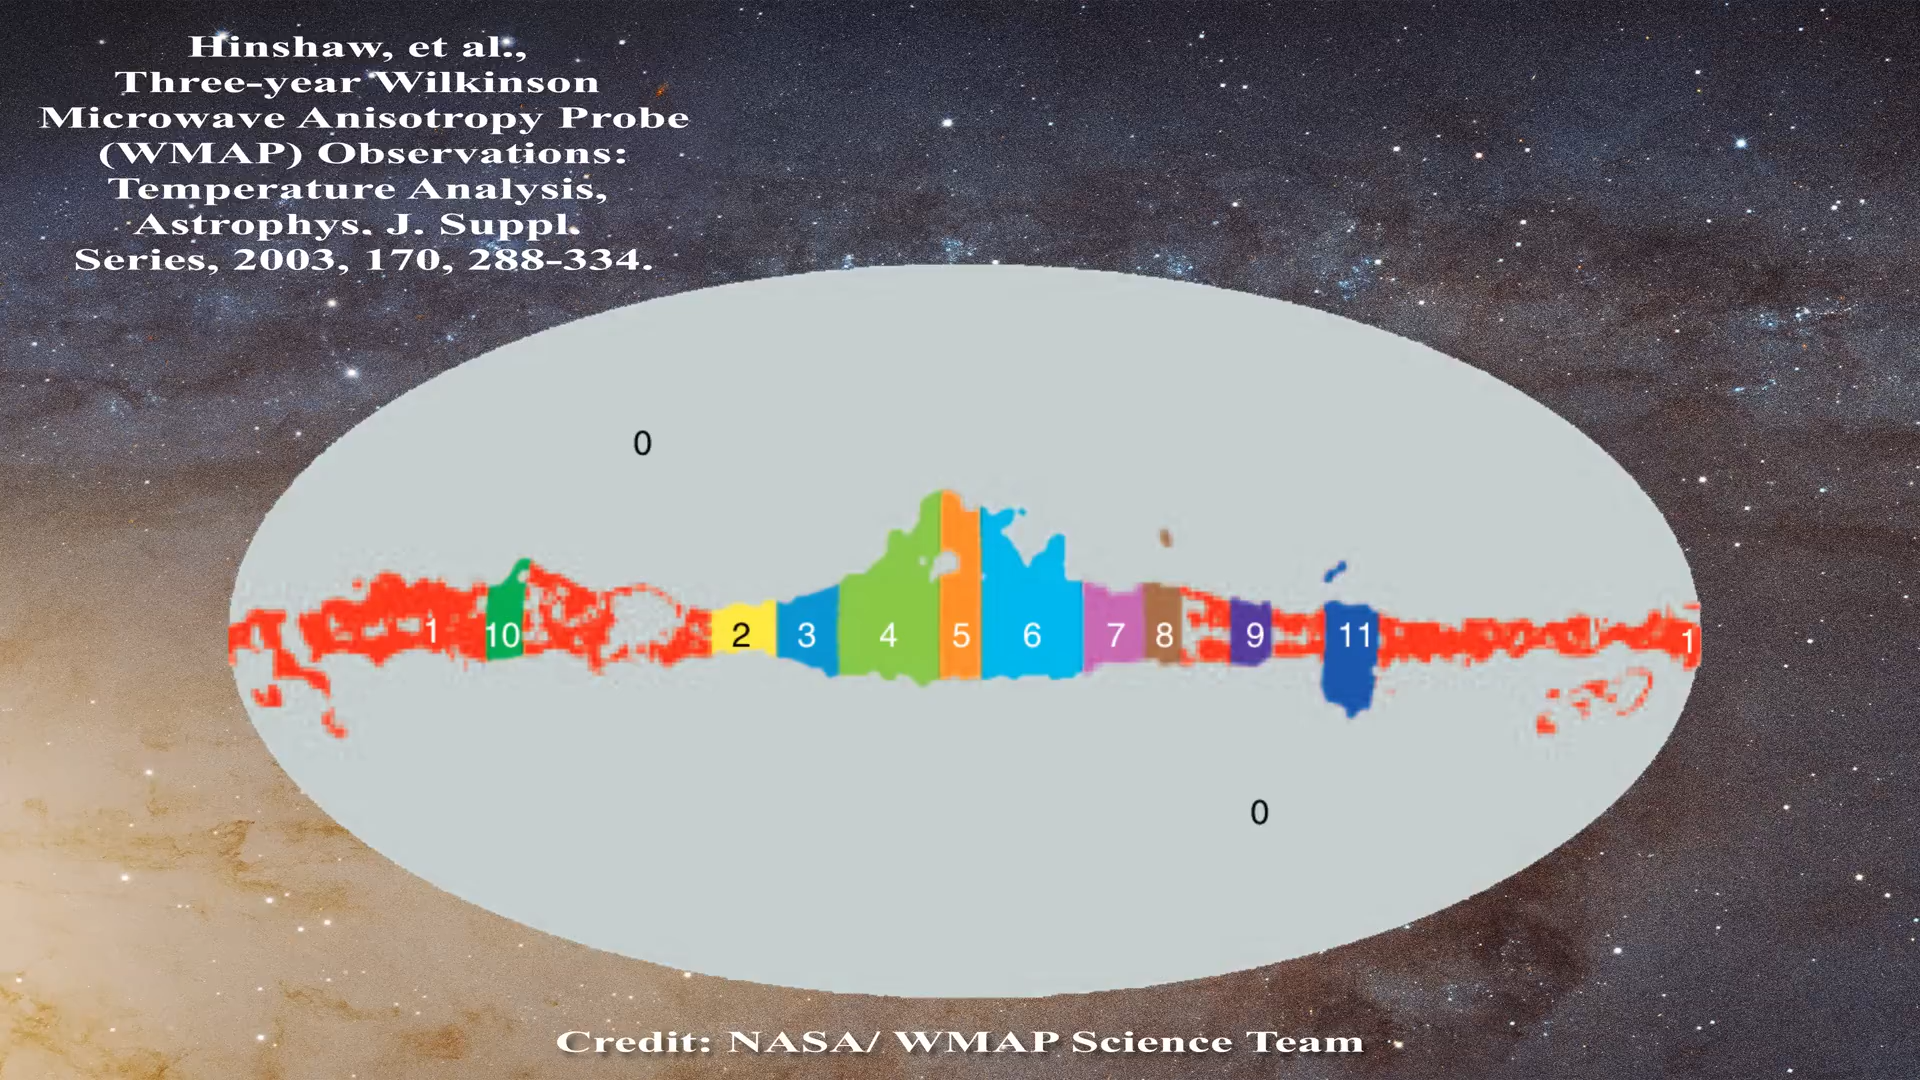 Hinshaw, et al.,
Three-year Wilkinson
Microwave Anisotropy Probe
(WMAP) Observations:
Temperature Analysis,
Astrophys. J. Suppl.
Series, 2003, 170, 288-334.
0
1 10 2 3 4 5 6 7 8 9 11 1
0
Credit: NASA/ WMAP Science Team